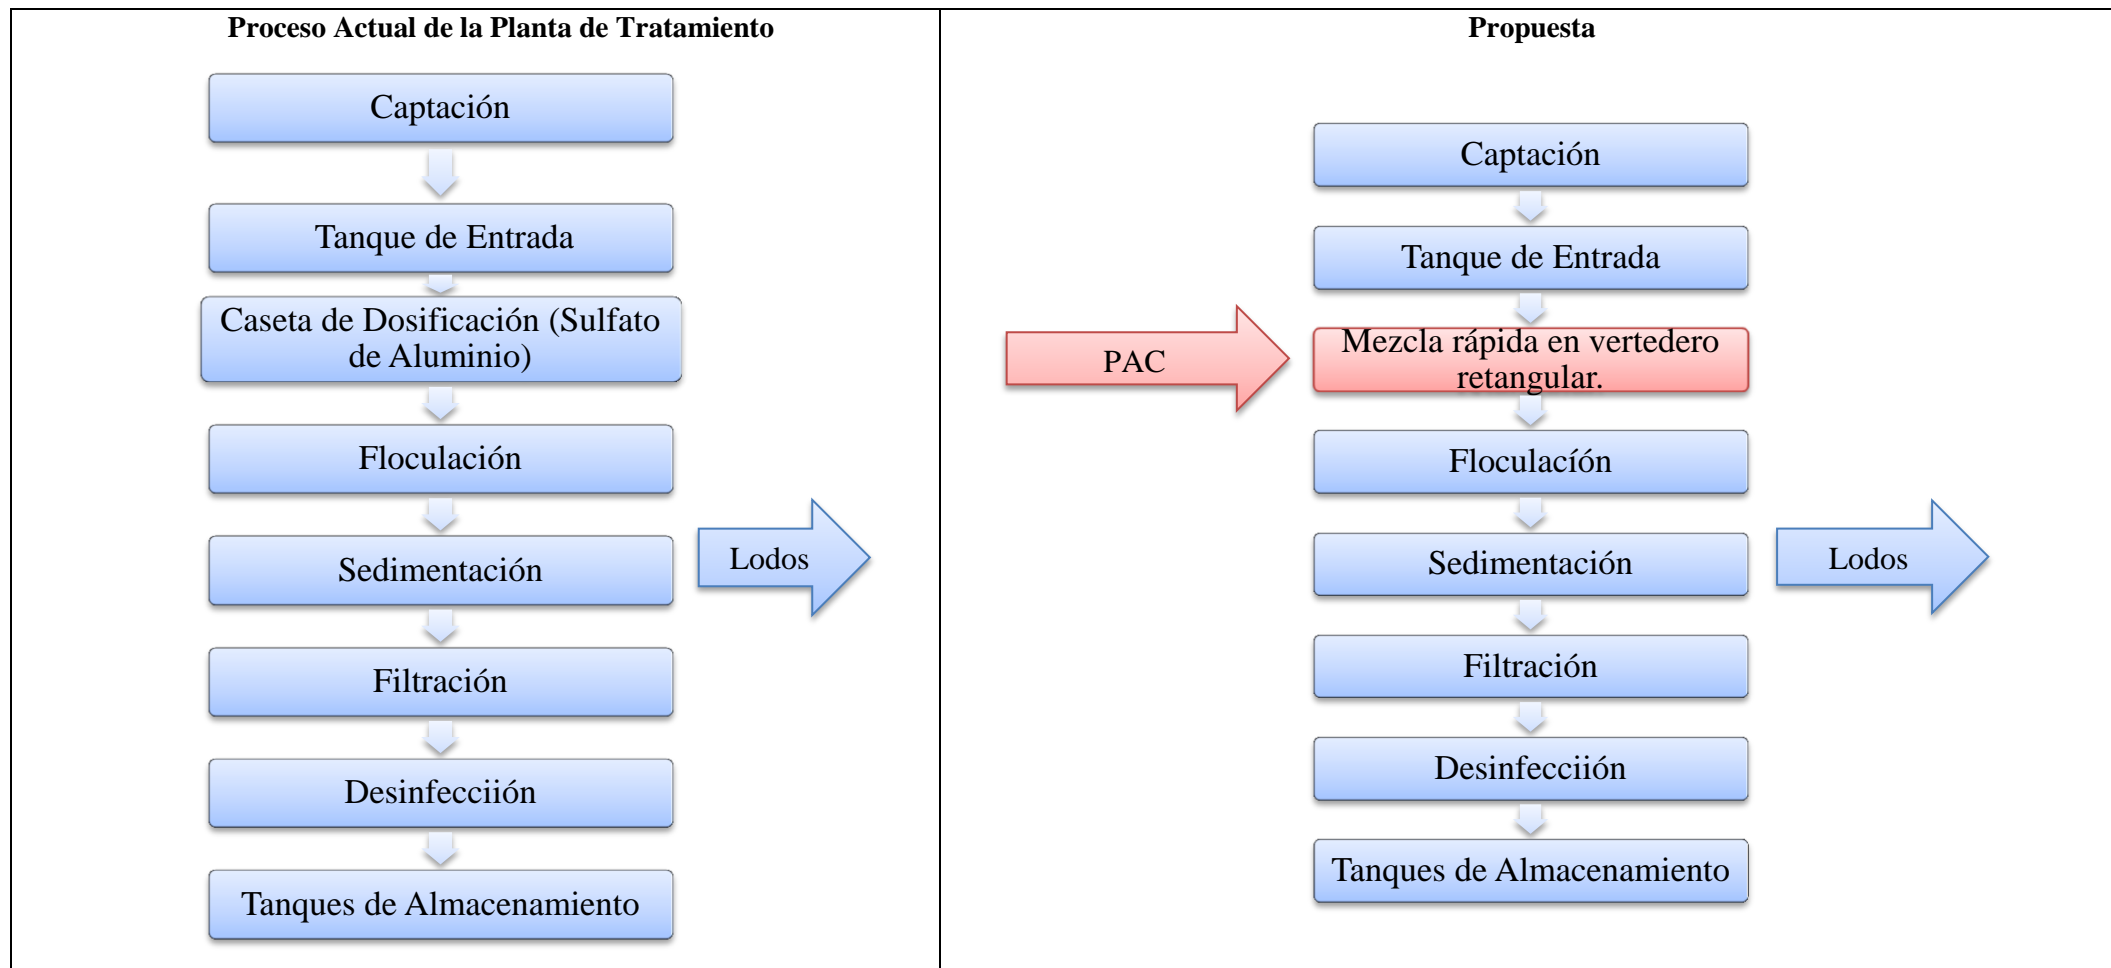 Proceso Actual de la Planta de Tratamiento
Captación
Tanque de Entrada
Caseta de Dosificación (Sulfato
de Aluminio)
Floculación
Sedimentación
Lodos
Filtración
Desinfecciión
Tanques de Almacenamiento
Propuesta
Captación
Tanque de Entrada
PAC
Mezcla rápida en vertedero
retangular.
Floculacíón
Sedimentación
Lodos
Filtración
Desinfecciión
Tanques de Almacenamiento